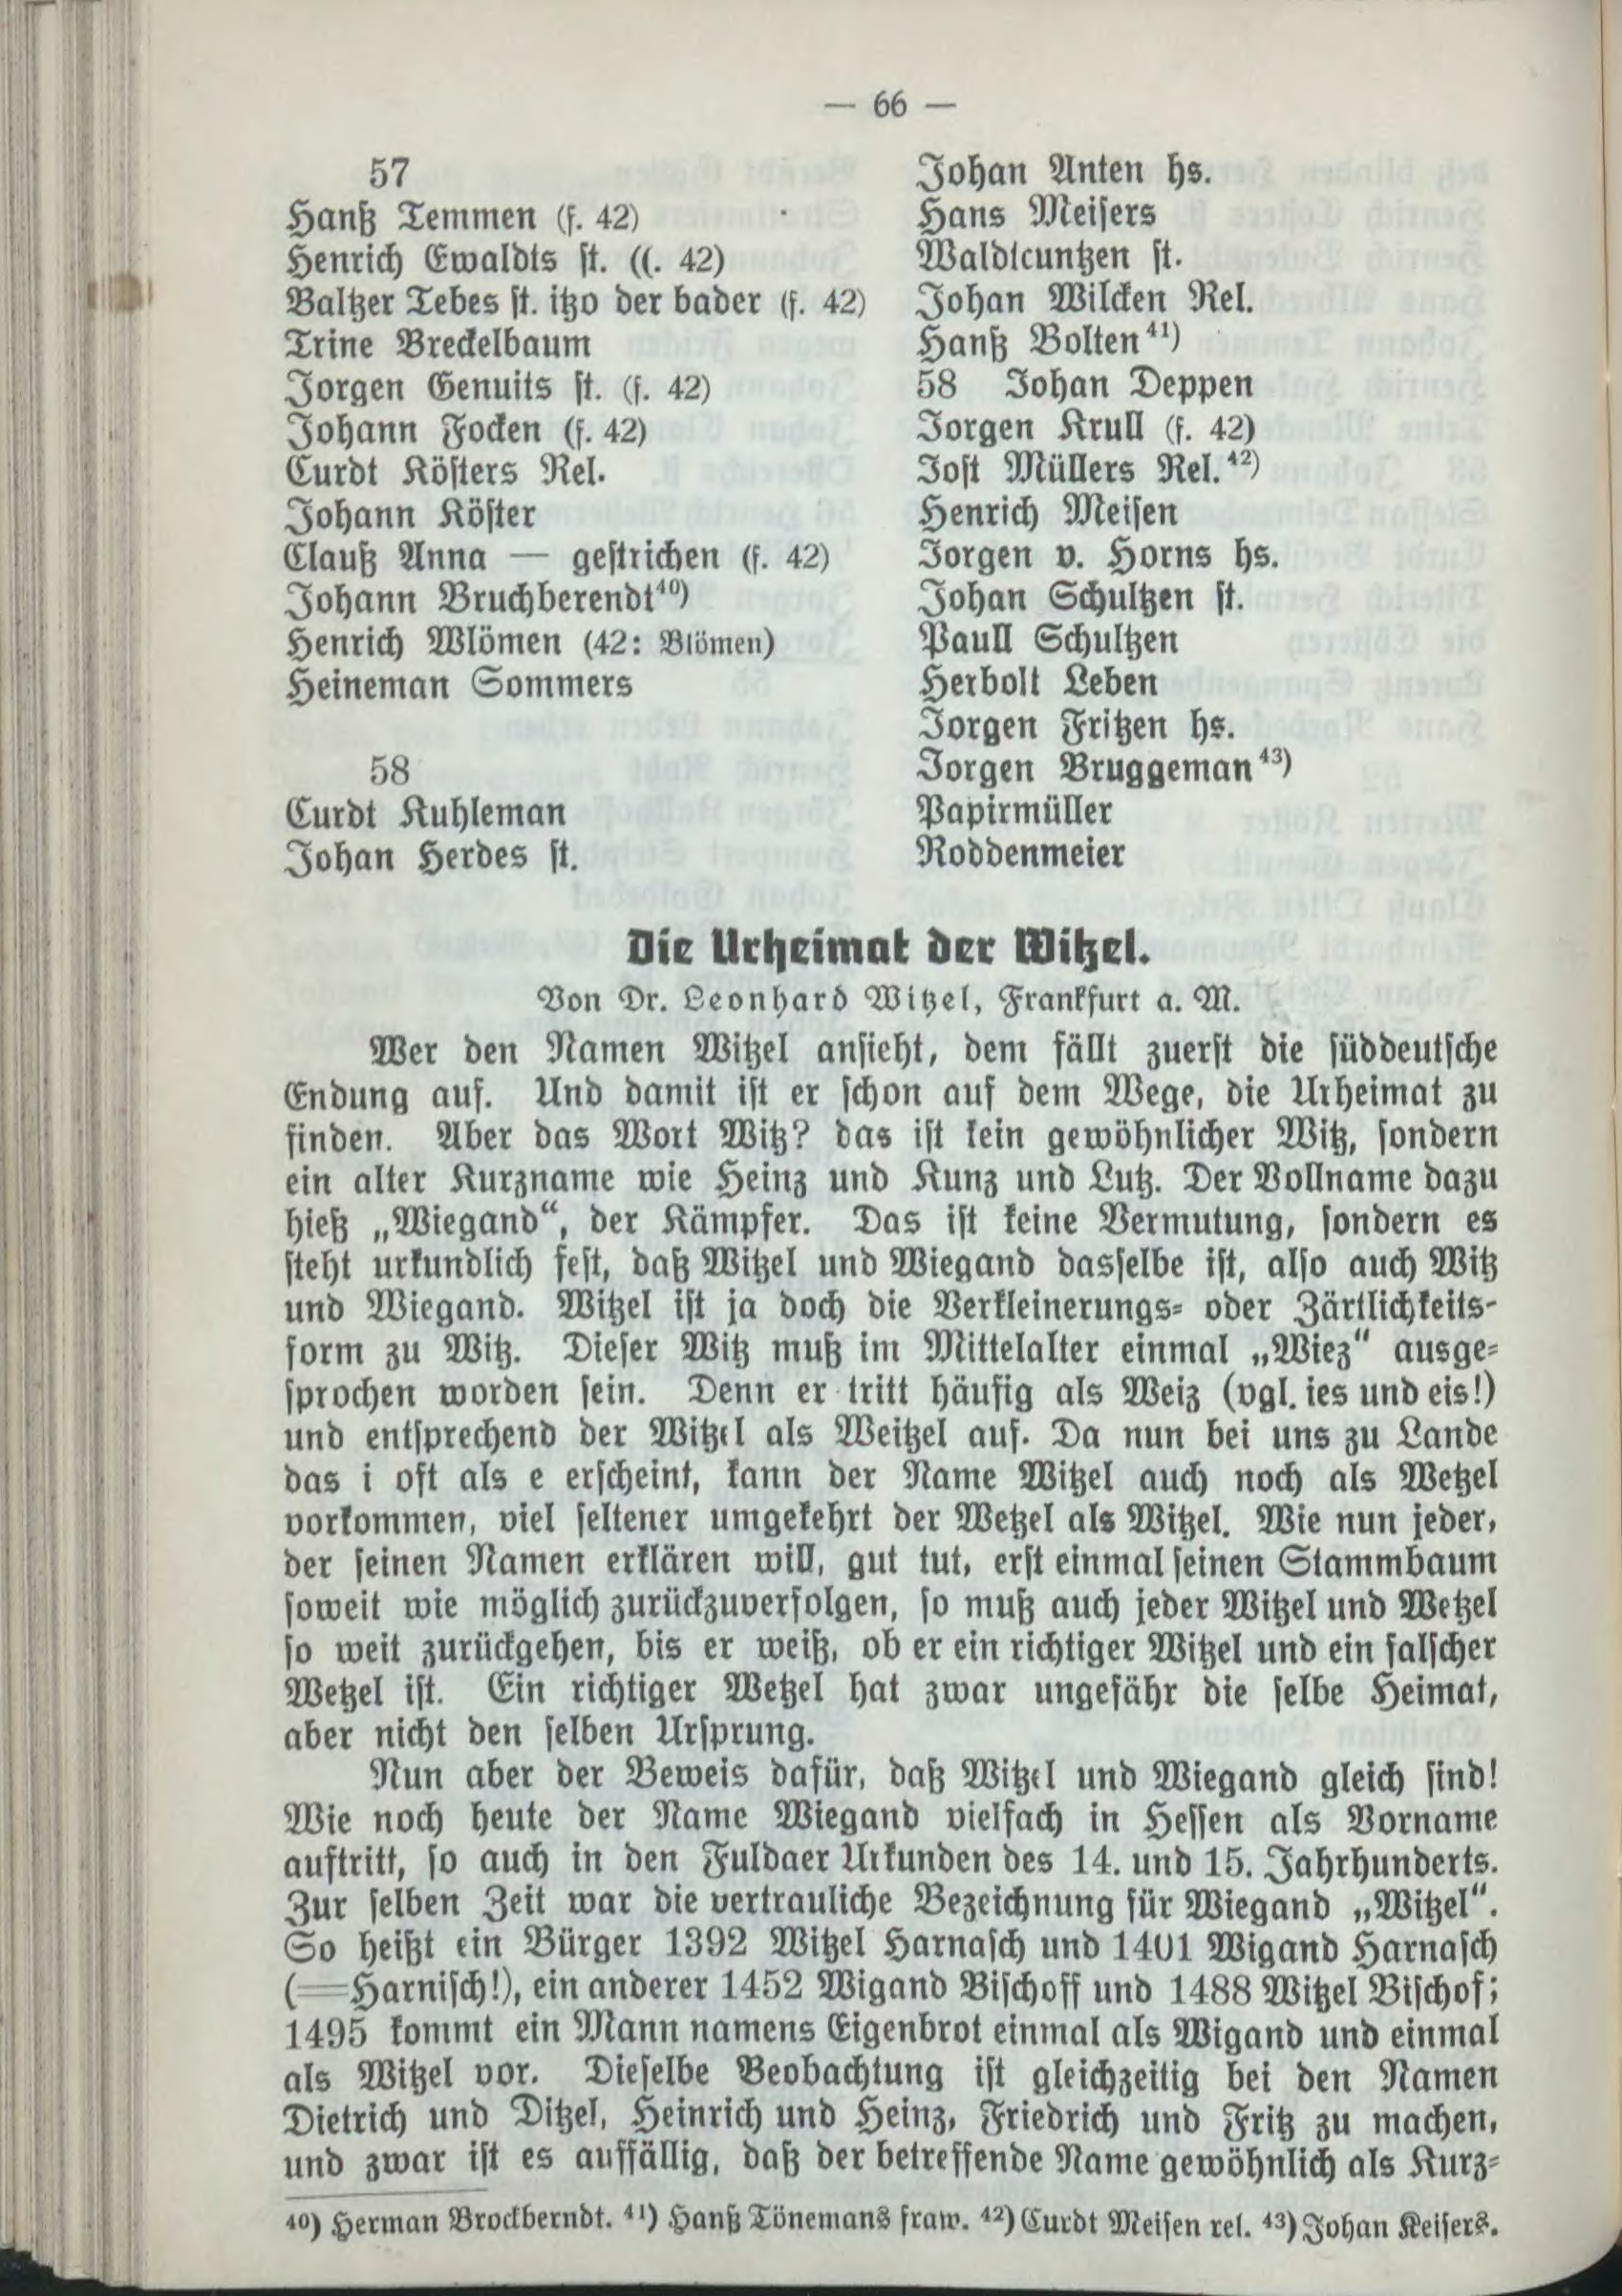 — 66 —
57
Hanß Temmen (f. 42)
Henrich Ewaldts st. ((. 42)
Baltzer Tebes st. itzo der bader (f. 42)
Trine Breckelbaum
Jorgen Genuits st. (f. 42)
Johann Focken (f. 42)
Curdt Kösters Rel.
Johann Köster
Clauß Anna — gestrichen (f. 42)
Johann Bruchberendt⁴⁰)
Henrich Wlömen (42: Blömen)
Heineman Sommers
58
Curdt Kuhleman
Johan Herdes st.
Johan Anten hs.
Hans Meisers
Waldtcuntzen st.
Johan Wilcken Rel.
Hanß Bolten⁴¹)
58 Johan Deppen
Jorgen Krull (f. 42)
Jost Müllers Rel.⁴²)
Henrich Meisen
Jorgen v. Horns hs.
Johan Schultzen st.
Paull Schultzen
Herbolt Leben
Jorgen Fritzen hs.
Jorgen Bruggeman⁴³)
Papirmüller
Roddenmeier
Die Urheimat der Witzel.
Von Dr. Leonhard Witzel, Frankfurt a. M.
Wer den Namen Witzel ansieht, dem fällt zuerst die süddeutsche
Endung auf. Und damit ist er schon auf dem Wege, die Urheimat zu
finden. Aber das Wort Witz? das ist kein gewöhnlicher Witz, sondern
ein alter Kurzname wie Heinz und Kunz und Lutz. Der Vollname dazu
hieß „Wiegand“, der Kämpfer. Das ist keine Vermutung, sondern es
steht urkundlich fest, daß Witzel und Wiegand dasselbe ist, also auch Witz
und Wiegand. Witzel ist ja doch die Verkleinerungs- oder Zärtlichkeits-
form zu Witz. Dieser Witz muß im Mittelalter einmal „Wiez“ ausge-
sprochen worden sein. Denn er tritt häufig als Weiz (vgl. ies und eis!)
und entsprechend der Witzel als Weitzel auf. Da nun bei uns zu Lande
das i oft als e erscheint, kann der Name Witzel auch noch als Wetzel
vorkommen, viel seltener umgekehrt der Wetzel als Witzel. Wie nun jeder,
der seinen Namen erklären will, gut tut, erst einmal seinen Stammbaum
soweit wie möglich zurückzuverfolgen, so muß auch jeder Witzel und Wetzel
so weit zurückgehen, bis er weiß, ob er ein richtiger Witzel und ein falscher
Wetzel ist. Ein richtiger Wetzel hat zwar ungefähr die selbe Heimat,
aber nicht den selben Ursprung.
Nun aber der Beweis dafür, daß Witzel und Wiegand gleich sind!
Wie noch heute der Name Wiegand vielfach in Hessen als Vorname
auftritt, so auch in den Fuldaer Urkunden des 14. und 15. Jahrhunderts.
Zur selben Zeit war die vertrauliche Bezeichnung für Wiegand „Witzel“.
So heißt ein Bürger 1392 Witzel Harnasch und 1401 Wigand Harnasch
(=Harnisch!), ein anderer 1452 Wigand Bischoff und 1488 Witzel Bischof;
1495 kommt ein Mann namens Eigenbrot einmal als Wigand und einmal
als Witzel vor. Dieselbe Beobachtung ist gleichzeitig bei den Namen
Dietrich und Ditzel, Heinrich und Heinz, Friedrich und Fritz zu machen,
und zwar ist es auffällig, daß der betreffende Name gewöhnlich als Kurz-
⁴⁰) Herman Brockberndt. ⁴¹) Hanß Tönemans fraw. ⁴²) Curdt Meisen rel. ⁴³) Johan Keisers.